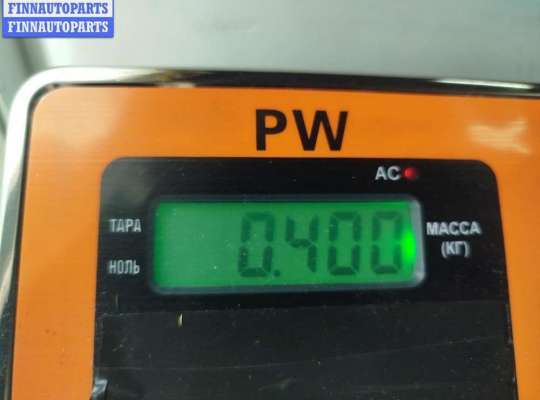 FINNAUTOPARTS
FINNAUTOPARTS
PW
AC
ТАРА
НОЛЬ
0.400
МАССА
(КГ)